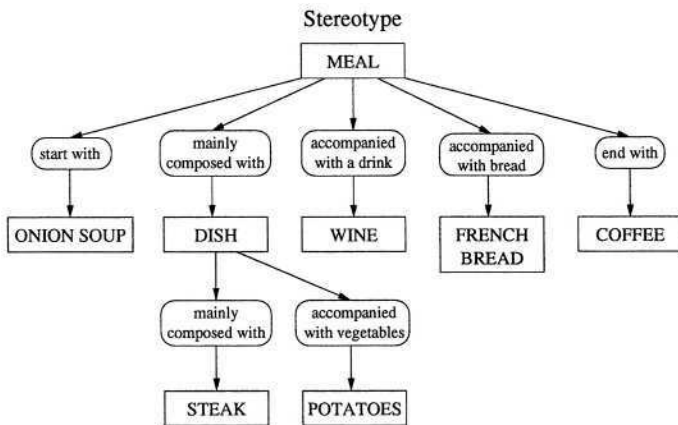 Stereotype
MEAL
start with
mainly
composed with
accompanied
with a drink
accompanied
with bread
end with
ONION SOUP
DISH
WINE
FRENCH
BREAD
COFFEE
mainly
composed with
accompanied
with vegetables
STEAK
POTATOES